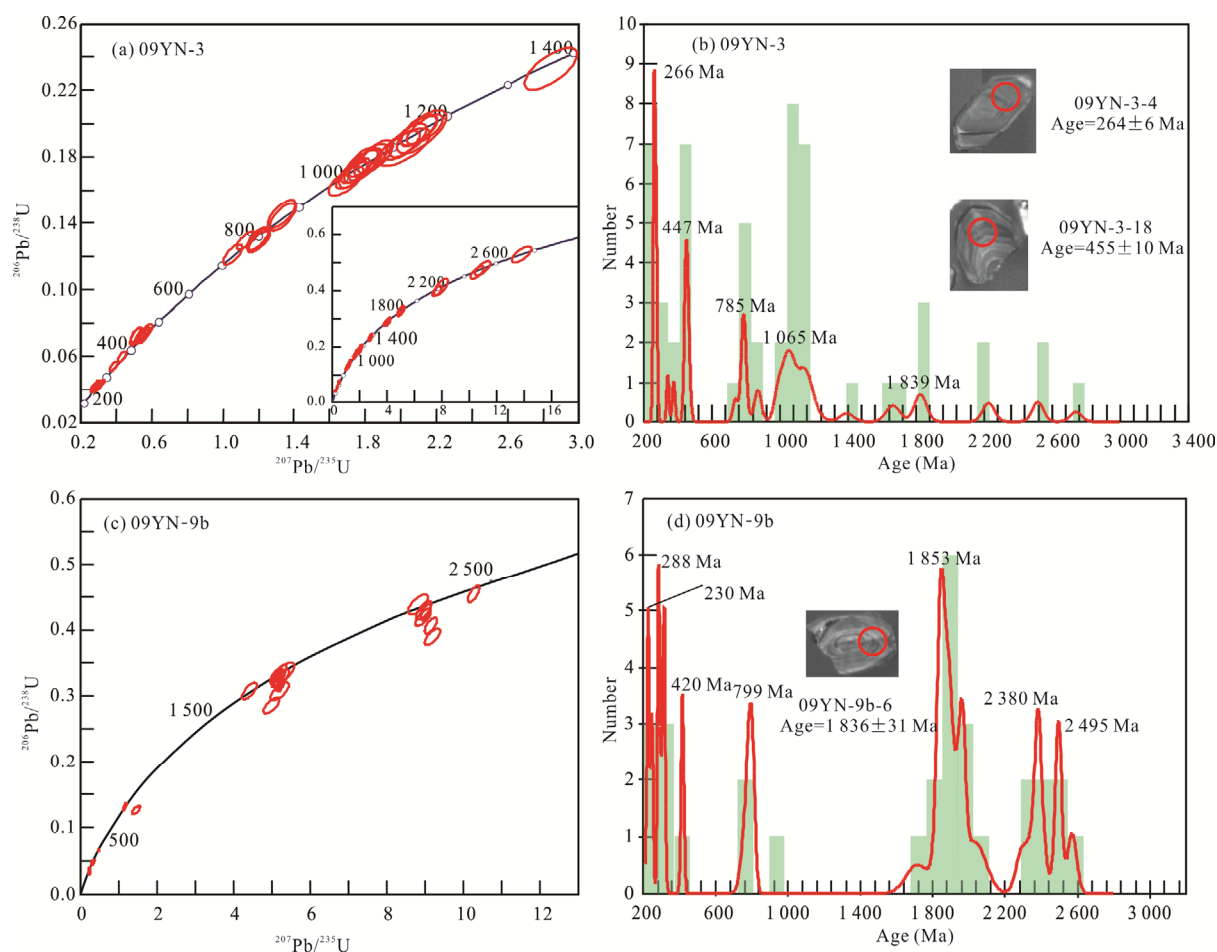 (a) 09YN-3
0.26
0.22
0.18
0.14
0.10
0.06
0.02
1 400
1 200
1 000
800
600
400
200
0.2
0.6
1.0
1.4
1.8
2.2
2.6
3.0
²⁰⁶Pb/²³⁸U
²⁰⁷Pb/²³⁵U
0.6
0.4
0.2
0.0
2 600
2 200
1800
1 400
1 000
0
4
8
12
16
(b) 09YN-3
10
9
8
7
6
5
4
3
2
1
0
Number
266 Ma
447 Ma
785 Ma
1 065 Ma
1 839 Ma
09YN-3-4
Age=264±6 Ma
09YN-3-18
Age=455±10 Ma
200
600
1 000
1 400
1 800
2 200
2 600
3 000
3 400
Age (Ma)
(c) 09YN-9b
0.6
0.5
0.4
0.3
0.2
0.1
0.0
²⁰⁶Pb/²³⁸U
2 500
1 500
500
0
2
4
6
8
10
12
²⁰⁷Pb/²³⁵U
(d) 09YN-9b
7
6
5
4
3
2
1
0
Number
288 Ma
230 Ma
420 Ma
799 Ma
1 853 Ma
2 380 Ma
2 495 Ma
09YN-9b-6
Age=1 836±31 Ma
200
600
1 000
1 400
1 800
2 200
2 600
3 000
Age (Ma)